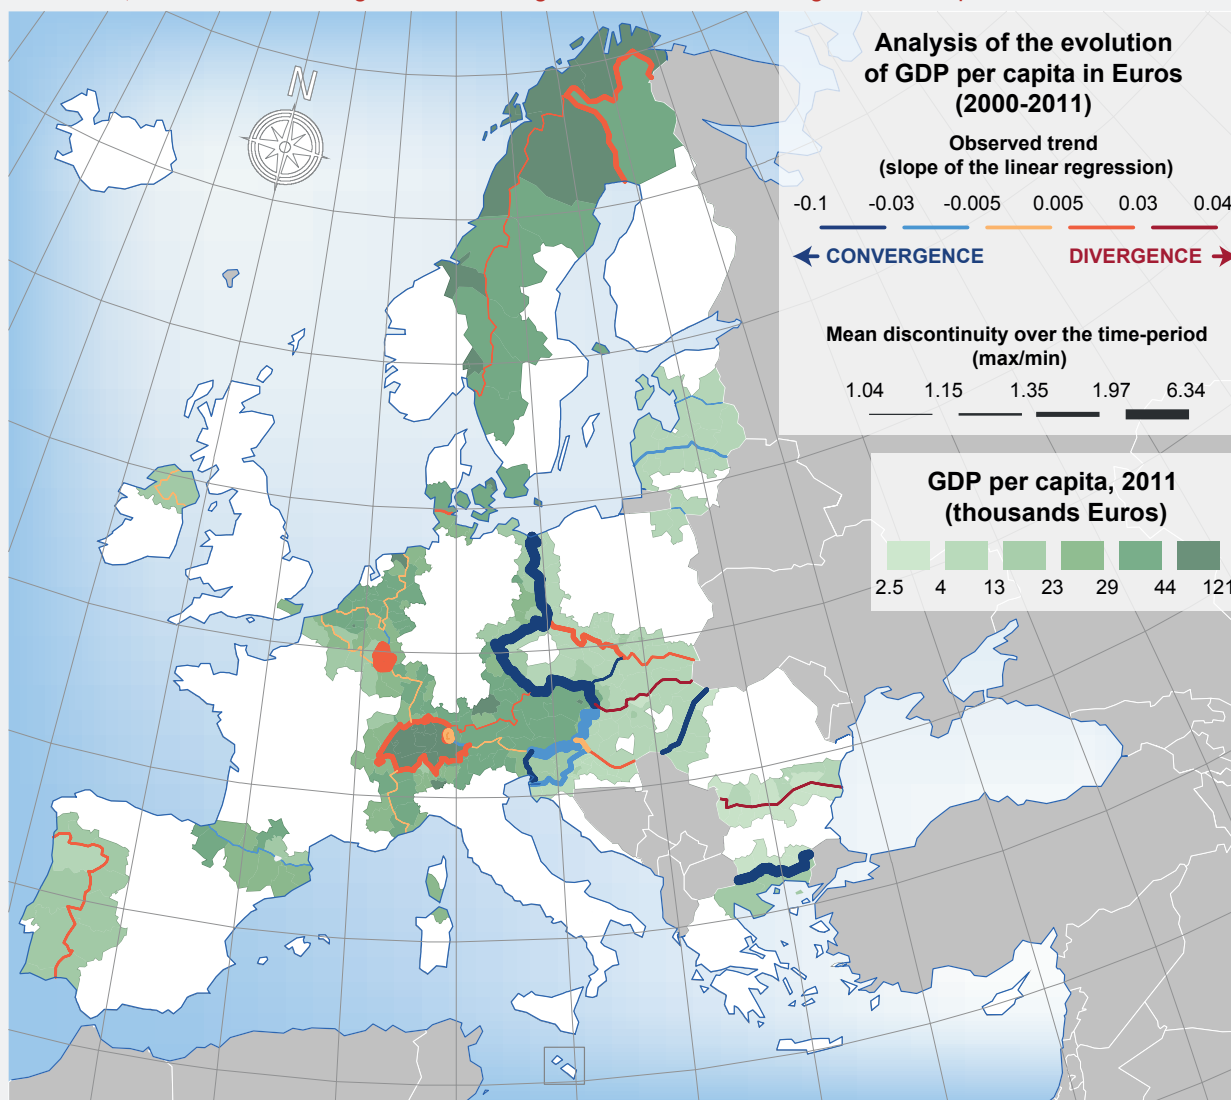 N
Analysis of the evolution
of GDP per capita in Euros
(2000-2011)
Observed trend
(slope of the linear regression)
-0.1 -0.03 -0.005 0.005 0.03 0.04
CONVERGENCE DIVERGENCE
Mean discontinuity over the time-period
(max/min)
1.04 1.15 1.35 1.97 6.34
GDP per capita, 2011
(thousands Euros)
2.5 4 13 23 29 44 121